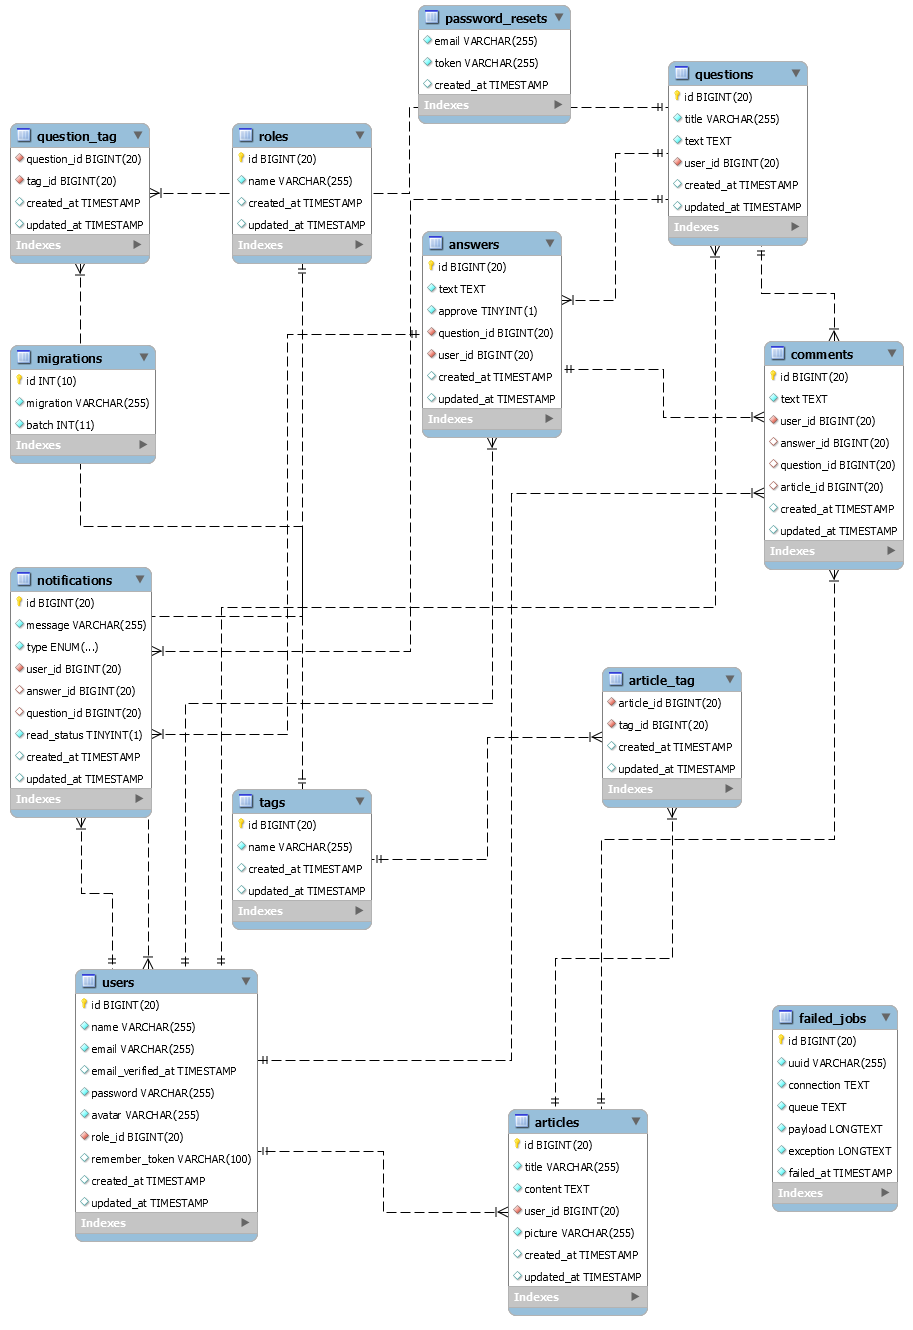 password_resets
email VARCHAR(255)
token VARCHAR(255)
created_at TIMESTAMP
Indexes
questions
id BIGINT(20)
title VARCHAR(255)
text TEXT
user_id BIGINT(20)
created_at TIMESTAMP
updated_at TIMESTAMP
Indexes
question_tag
question_id BIGINT(20)
tag_id BIGINT(20)
created_at TIMESTAMP
updated_at TIMESTAMP
Indexes
roles
id BIGINT(20)
name VARCHAR(255)
created_at TIMESTAMP
updated_at TIMESTAMP
Indexes
answers
id BIGINT(20)
text TEXT
approve TINYINT(1)
question_id BIGINT(20)
user_id BIGINT(20)
created_at TIMESTAMP
updated_at TIMESTAMP
Indexes
migrations
id INT(10)
migration VARCHAR(255)
batch INT(11)
Indexes
comments
id BIGINT(20)
text TEXT
user_id BIGINT(20)
answer_id BIGINT(20)
question_id BIGINT(20)
article_id BIGINT(20)
created_at TIMESTAMP
updated_at TIMESTAMP
Indexes
notifications
id BIGINT(20)
message VARCHAR(255)
type ENUM(...)
user_id BIGINT(20)
answer_id BIGINT(20)
question_id BIGINT(20)
read_status TINYINT(1)
created_at TIMESTAMP
updated_at TIMESTAMP
Indexes
article_tag
article_id BIGINT(20)
tag_id BIGINT(20)
created_at TIMESTAMP
updated_at TIMESTAMP
Indexes
tags
id BIGINT(20)
name VARCHAR(255)
created_at TIMESTAMP
updated_at TIMESTAMP
Indexes
users
id BIGINT(20)
name VARCHAR(255)
email VARCHAR(255)
email_verified_at TIMESTAMP
password VARCHAR(255)
avatar VARCHAR(255)
role_id BIGINT(20)
remember_token VARCHAR(100)
created_at TIMESTAMP
updated_at TIMESTAMP
Indexes
failed_jobs
id BIGINT(20)
uuid VARCHAR(255)
connection TEXT
queue TEXT
payload LONGTEXT
exception LONGTEXT
failed_at TIMESTAMP
Indexes
articles
id BIGINT(20)
title VARCHAR(255)
content TEXT
user_id BIGINT(20)
picture VARCHAR(255)
created_at TIMESTAMP
updated_at TIMESTAMP
Indexes